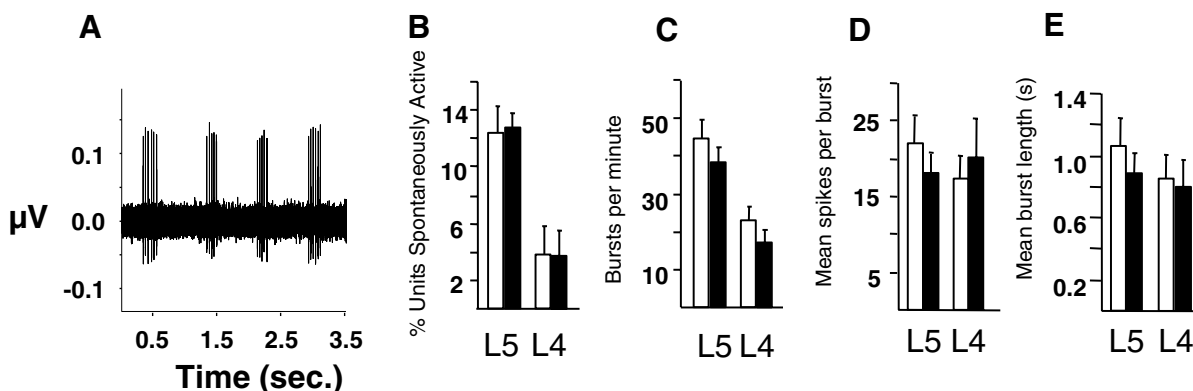 A
µV
0.1
0.0
-0.1
0.5 1.5 2.5 3.5
Time (sec.)
B
% Units Spontaneously Active
14
10
6
2
L5 L4
C
Bursts per minute
50
30
10
L5 L4
D
Mean spikes per burst
25
15
5
L5 L4
E
Mean burst length (s)
1.4
1.0
0.6
0.2
L5 L4